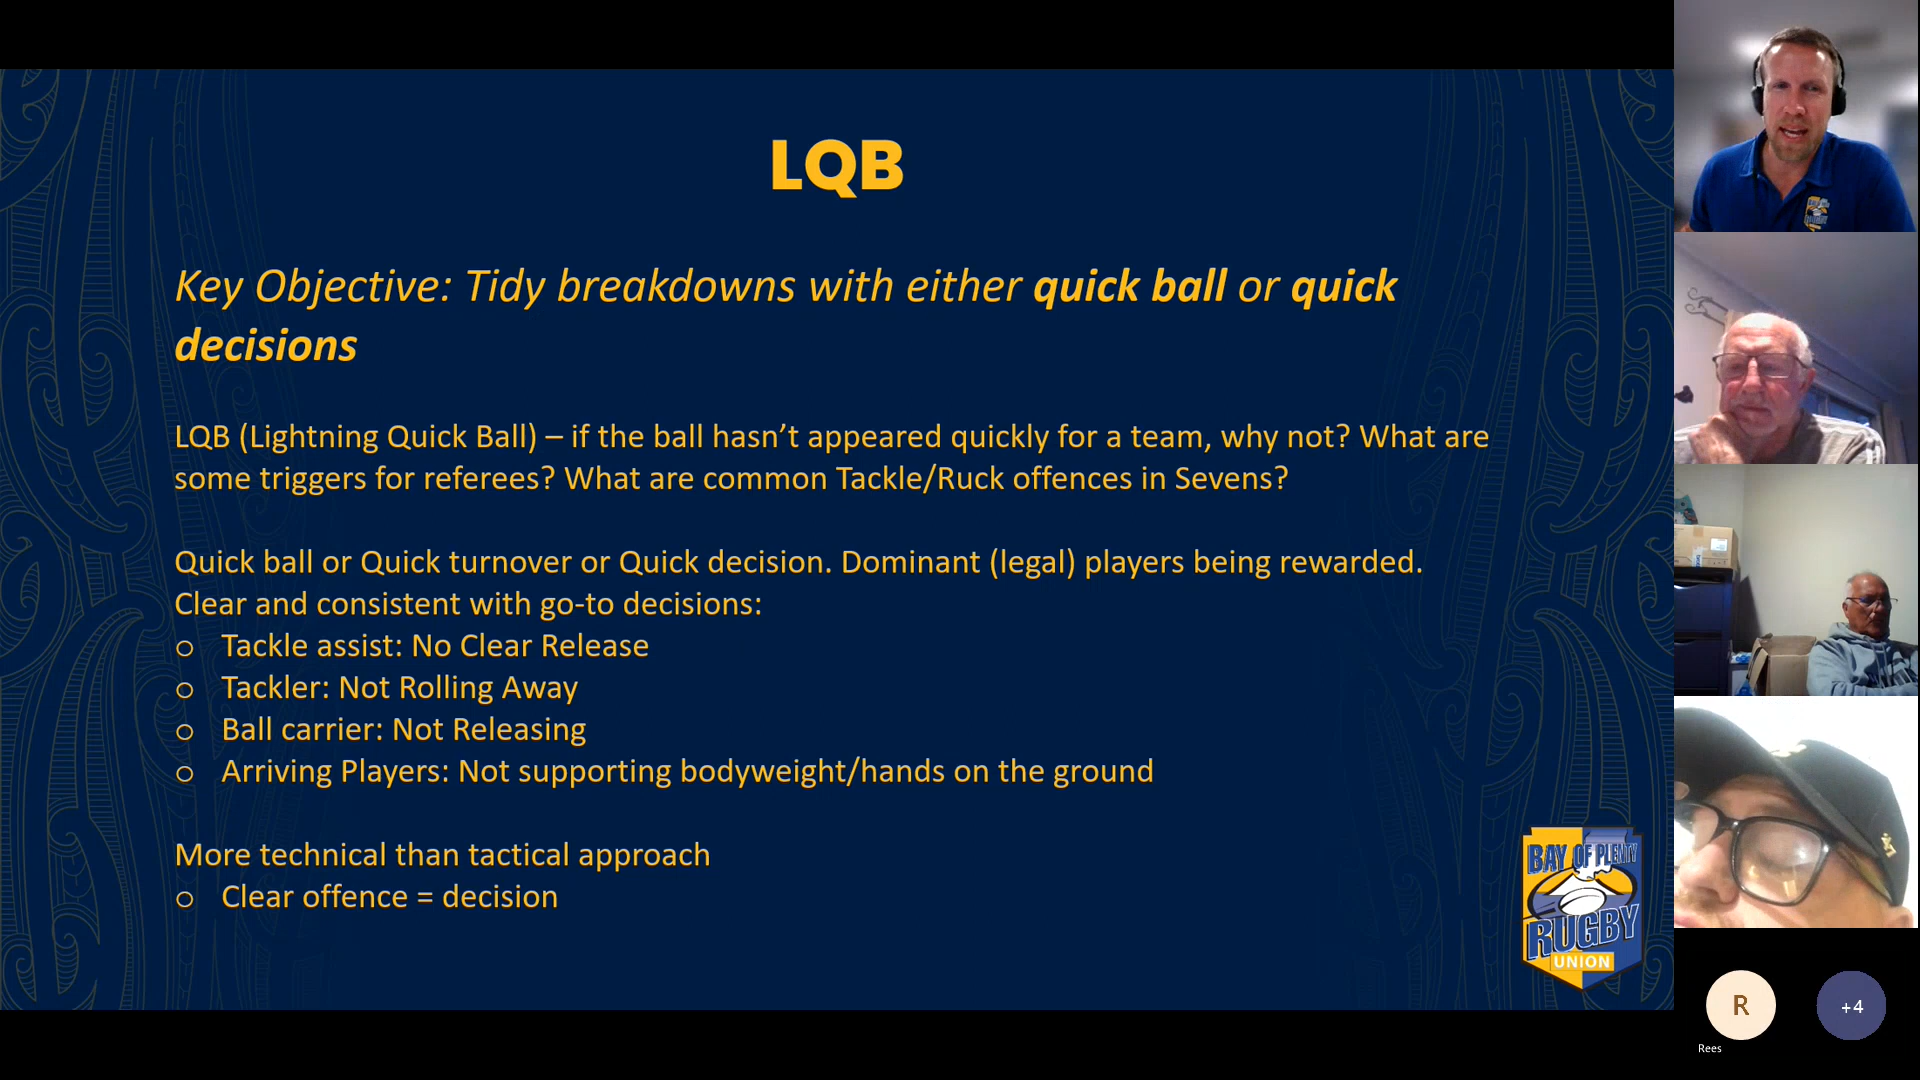 LQB
Key Objective: Tidy breakdowns with either quick ball or quick
decisions
LQB (Lightning Quick Ball) – if the ball hasn’t appeared quickly for a team, why not? What are
some triggers for referees? What are common Tackle/Ruck offences in Sevens?
Quick ball or Quick turnover or Quick decision. Dominant (legal) players being rewarded.
Clear and consistent with go-to decisions:
o Tackle assist: No Clear Release
o Tackler: Not Rolling Away
o Ball carrier: Not Releasing
o Arriving Players: Not supporting bodyweight/hands on the ground
More technical than tactical approach
o Clear offence = decision
BAY OF PLENTY
RUGBY
UNION
R
+4
Rees